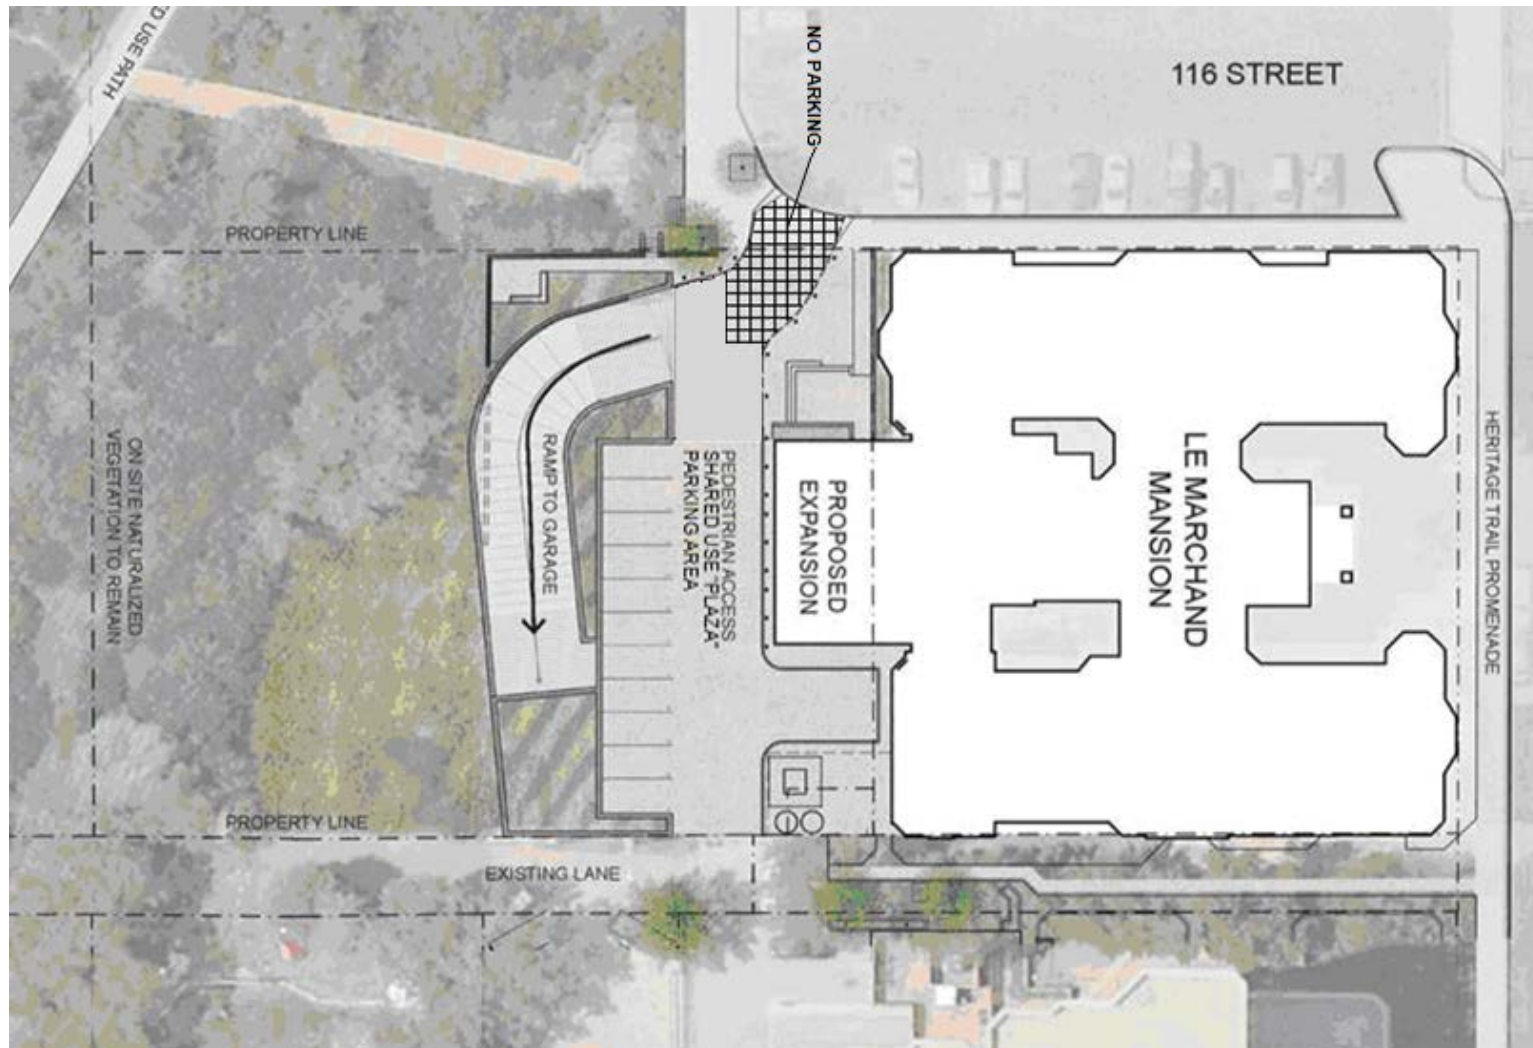 D USE PATH
NO PARKING
116 STREET
PROPERTY LINE
ON SITE NATURALIZED
VEGETATION TO REMAIN
RAMP TO GARAGE
PEDESTRIAN ACCESS
SHARED USE "PLAZA"
PARKING AREA
PROPOSED
EXPANSION
LE MARCHAND
MANSION
HERITAGE TRAIL PROMENADE
PROPERTY LINE
EXISTING LANE